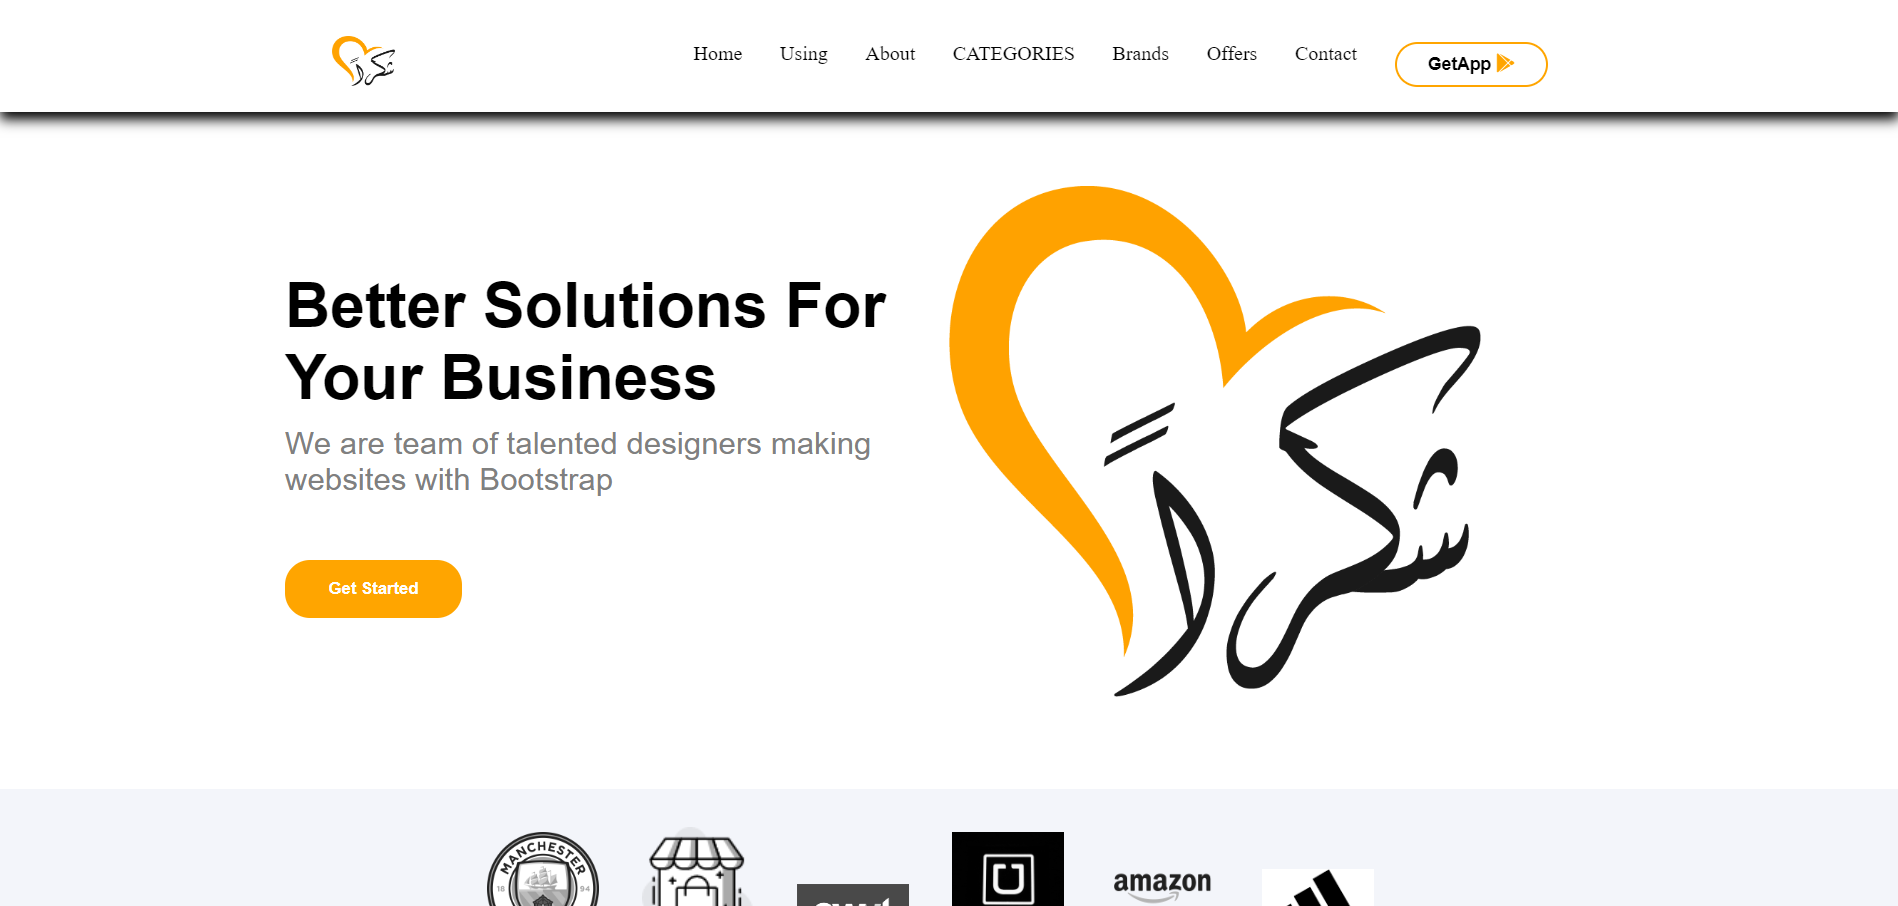 شكراً
Home Using About CATEGORIES Brands Offers Contact GetApp
Better Solutions For
Your Business
We are team of talented designers making
websites with Bootstrap
Get Started
شكراً
MANCHESTER
18 94
amazon